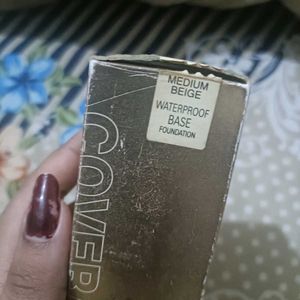 MEDIUM
BEIGE
WATERPROOF
BASE
FOUNDATION
COVER